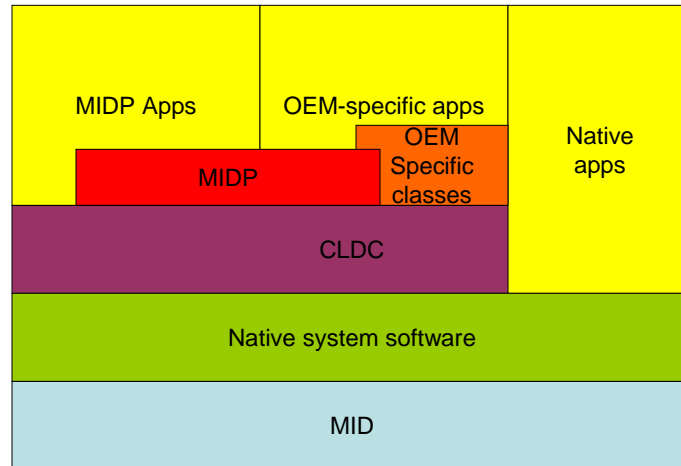 MIDP Apps
OEM-specific apps
Native
apps
OEM
Specific
classes
MIDP
CLDC
Native system software
MID